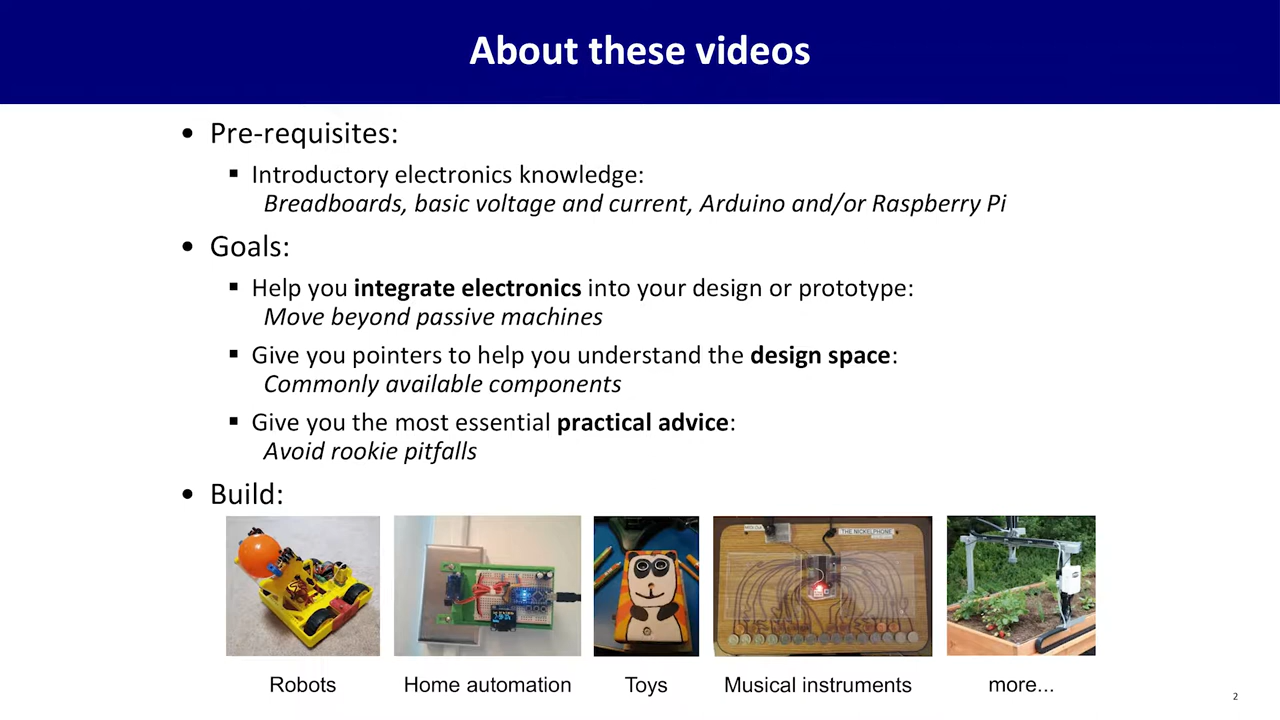 About these videos
• Pre-requisites:
▪ Introductory electronics knowledge:
Breadboards, basic voltage and current, Arduino and/or Raspberry Pi
• Goals:
▪ Help you integrate electronics into your design or prototype:
Move beyond passive machines
▪ Give you pointers to help you understand the design space:
Commonly available components
▪ Give you the most essential practical advice:
Avoid rookie pitfalls
• Build:
THE NICKELPHONE
Robots
Home automation
Toys
Musical instruments
more...
2